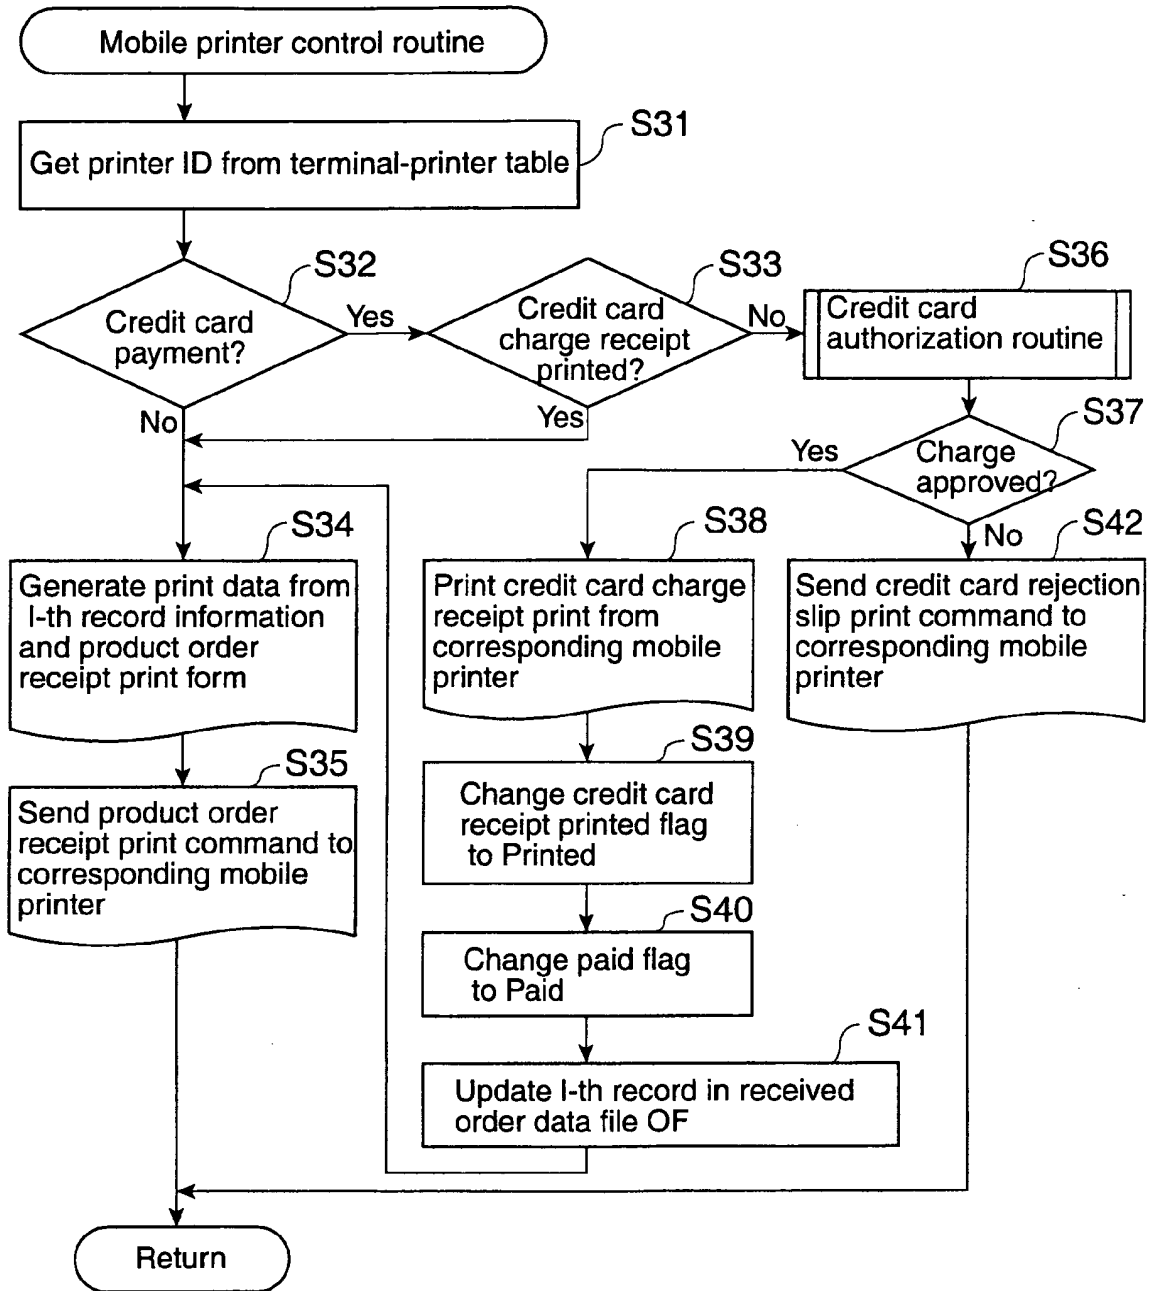 Mobile printer control routine
S31
Get printer ID from terminal-printer table
S32
Credit card
payment?
Yes
No
S33
Credit card
charge receipt
printed?
No
Yes
S36
Credit card
authorization routine
S37
Charge
approved?
Yes
No
S34
Generate print data from
I-th record information
and product order
receipt print form
S35
Send product order
receipt print command to
corresponding mobile
printer
S38
Print credit card charge
receipt print from
corresponding mobile
printer
S39
Change credit card
receipt printed flag
to Printed
S40
Change paid flag
to Paid
S41
Update I-th record in received
order data file OF
S42
Send credit card rejection
slip print command to
corresponding mobile
printer
Return